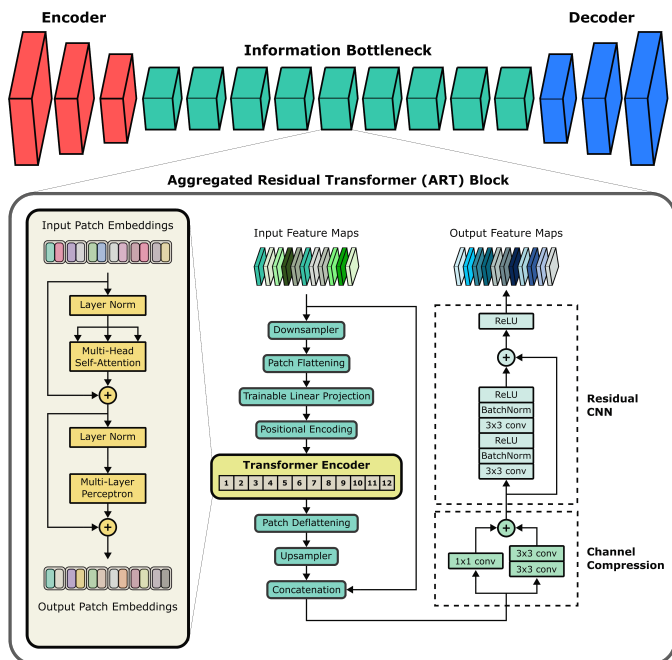 Encoder
Decoder
Information Bottleneck
Aggregated Residual Transformer (ART) Block
Input Patch Embeddings
Layer Norm
Multi-Head
Self-Attention
+
Layer Norm
Multi-Layer
Perceptron
+
Output Patch Embeddings
Input Feature Maps
Downsampler
Patch Flattening
Trainable Linear Projection
Positional Encoding
Transformer Encoder
1 2 3 4 5 6 7 8 9 10 11 12
Patch Deflattening
Upsampler
Concatenation
Output Feature Maps
ReLU
+
ReLU
BatchNorm
3x3 conv
ReLU
BatchNorm
3x3 conv
Residual
CNN
+
1x1 conv
3x3 conv
3x3 conv
Channel
Compression